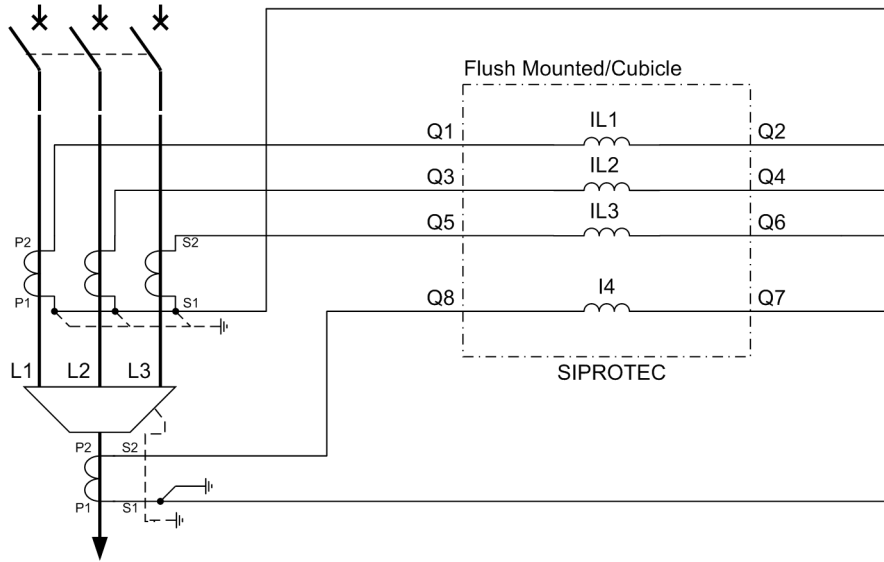 Flush Mounted/Cubicle
IL1
Q1 Q2
IL2
Q3 Q4
IL3
Q5 Q6
P2 S2
I4
P1 S1 Q8 Q7
L1 L2 L3 SIPROTEC
P2 S2
P1 S1